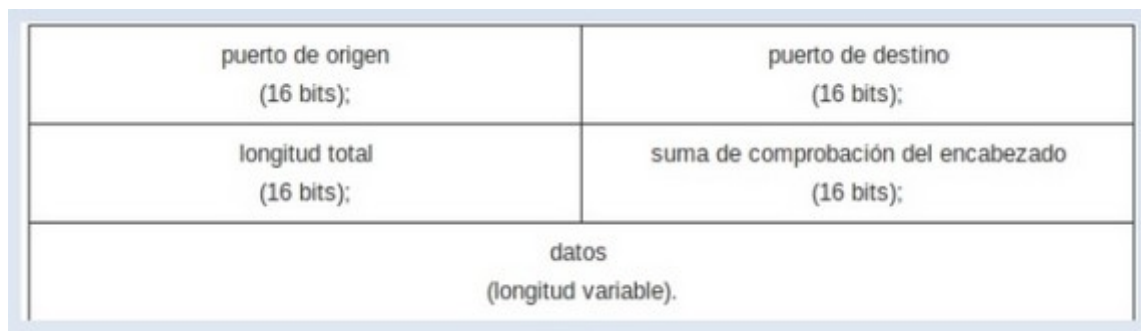 puerto de origen
(16 bits);
puerto de destino
(16 bits);
longitud total
(16 bits);
suma de comprobación del encabezado
(16 bits);
datos
(longitud variable).